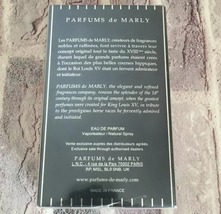 PARFUMS de MARLY
Les PARFUMS de MARLY, créateurs de fragrances
nobles et raffinées, font revivre à travers leur
concept original tout le faste du XVIIIème siècle,
durant lequel de grands parfums étaient créés
à l'occasion des plus belles courses hippiques,
dont le Roi Louis XV était un fervent admirateur
et initiateur.
PARFUMS de MARLY, the elegant and refined
fragrances company, revives the splendor of the 18th
century through its original concept, when the greatest
perfumes were created for King Louis XV, in tribute
to the prestigious horse races he fervently admired
and initiated.
EAU DE PARFUM
Vaporisateur / Natural Spray
Vente exclusive auprès des distributeurs agréés
Exclusive sale through authorized dealers
PARFUMS de MARLY
75002 PARIS
www.parfums-de-marly.com
MADE IN FRANCE